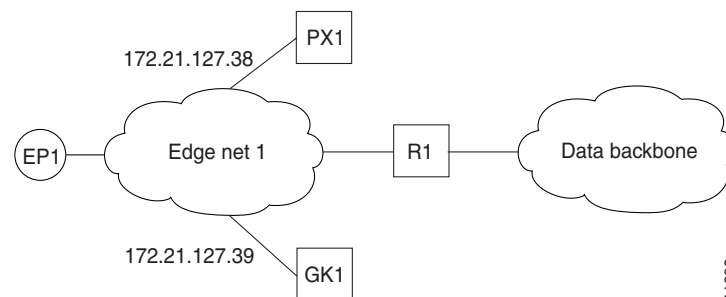 PX1
172.21.127.38
EP1
Edge net 1
R1
Data backbone
172.21.127.39
GK1